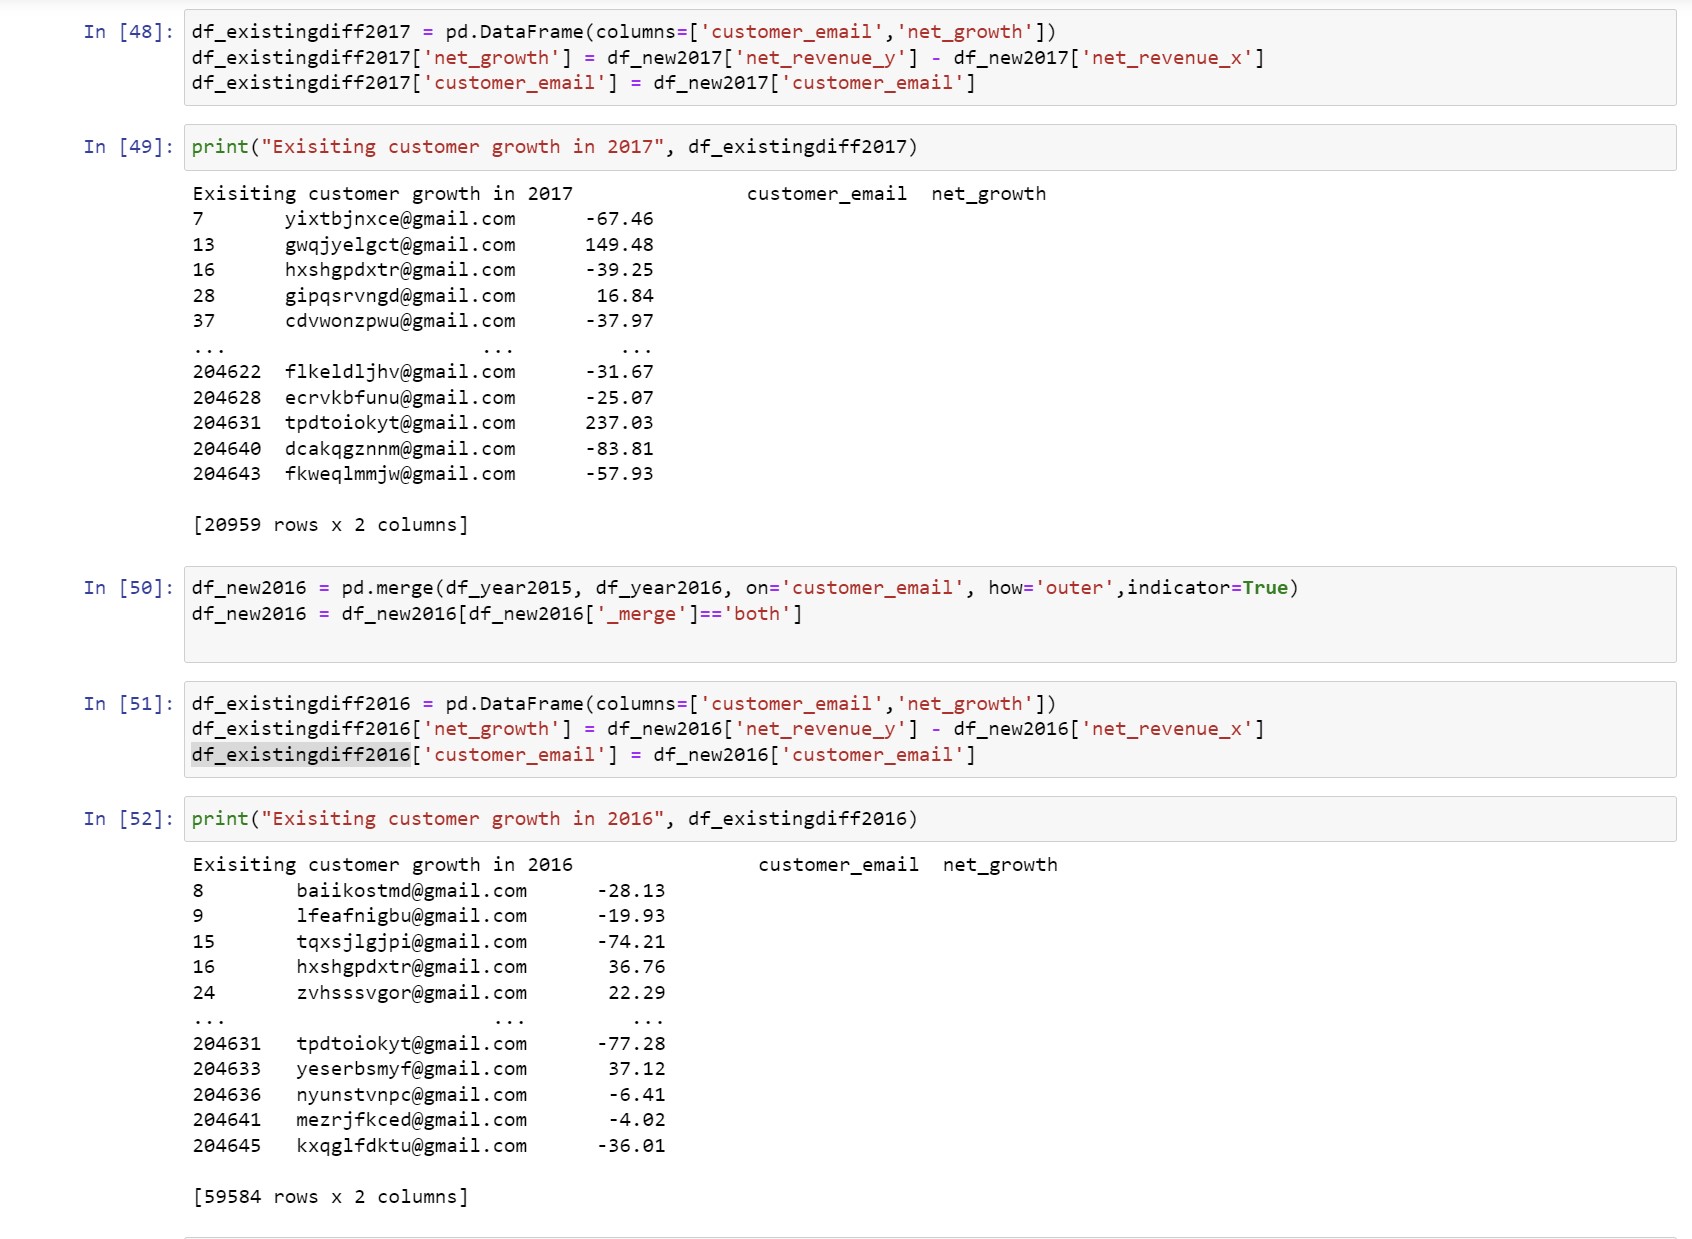 In [48]: df_existingdiff2017 = pd.DataFrame(columns=['customer_email','net_growth'])
df_existingdiff2017['net_growth'] = df_new2017['net_revenue_y'] - df_new2017['net_revenue_x']
df_existingdiff2017['customer_email'] = df_new2017['customer_email']
In [49]: print("Exisiting customer growth in 2017", df_existingdiff2017)
Exisiting customer growth in 2017 customer_email net_growth
7 yixtbjnxce@gmail.com -67.46
13 gwqjyelgct@gmail.com 149.48
16 hxshgpdxtr@gmail.com -39.25
28 gipqsrvngd@gmail.com 16.84
37 cdvwonzpwu@gmail.com -37.97
... ... ...
204622 flkeldljhv@gmail.com -31.67
204628 ecrvkbfunu@gmail.com -25.07
204631 tpdtoiokyt@gmail.com 237.03
204640 dcakqgznnm@gmail.com -83.81
204643 fkweqlmmjw@gmail.com -57.93
[20959 rows x 2 columns]
In [50]: df_new2016 = pd.merge(df_year2015, df_year2016, on='customer_email', how='outer',indicator=True)
df_new2016 = df_new2016[df_new2016['_merge']=='both']
In [51]: df_existingdiff2016 = pd.DataFrame(columns=['customer_email','net_growth'])
df_existingdiff2016['net_growth'] = df_new2016['net_revenue_y'] - df_new2016['net_revenue_x']
df_existingdiff2016['customer_email'] = df_new2016['customer_email']
In [52]: print("Exisiting customer growth in 2016", df_existingdiff2016)
Exisiting customer growth in 2016 customer_email net_growth
8 baiikostmd@gmail.com -28.13
9 lfeafnigbu@gmail.com -19.93
15 tqxsjlgjpi@gmail.com -74.21
16 hxshgpdxtr@gmail.com 36.76
24 zvhsssvgor@gmail.com 22.29
... ... ...
204631 tpdtoiokyt@gmail.com -77.28
204633 yeserbsmyf@gmail.com 37.12
204636 nyunstvnpc@gmail.com -6.41
204641 mezrjfkced@gmail.com -4.02
204645 kxqglfdktu@gmail.com -36.01
[59584 rows x 2 columns]